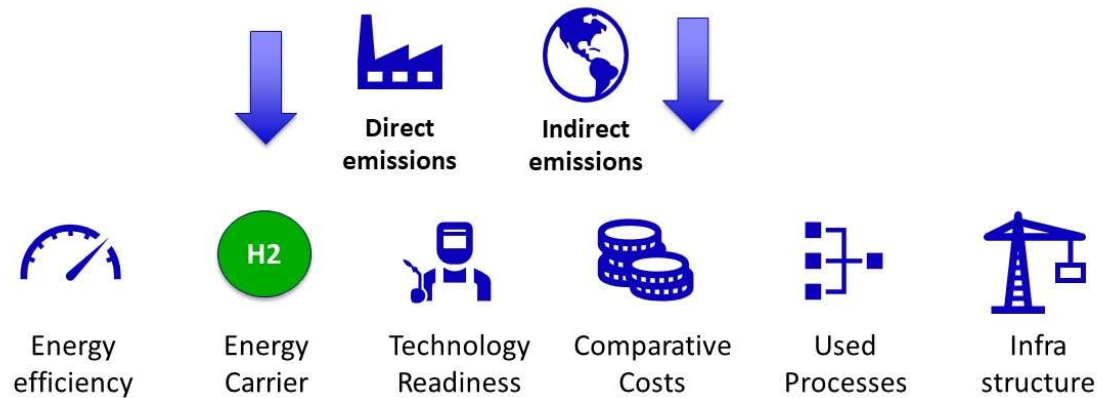 Direct
emissions
Indirect
emissions
H2
Energy
efficiency
Energy
Carrier
Technology
Readiness
Comparative
Costs
Used
Processes
Infra
structure